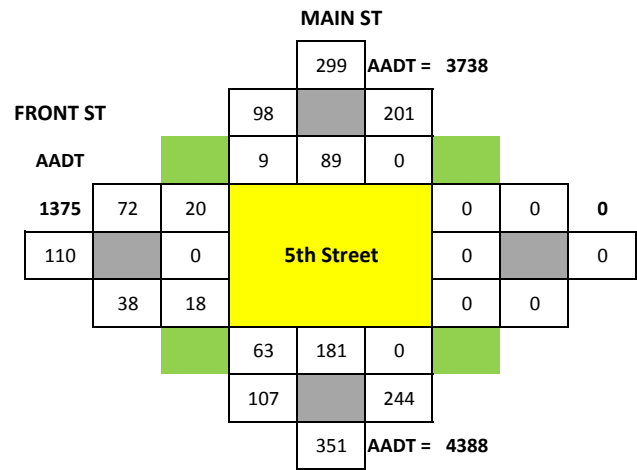 MAIN ST
299 AADT = 3738
98 201
FRONT ST
AADT 9 89 0
1375 72 20 0 0 0
110 0 5th Street 0 0
38 18 0 0
63 181 0
107 244
351 AADT = 4388